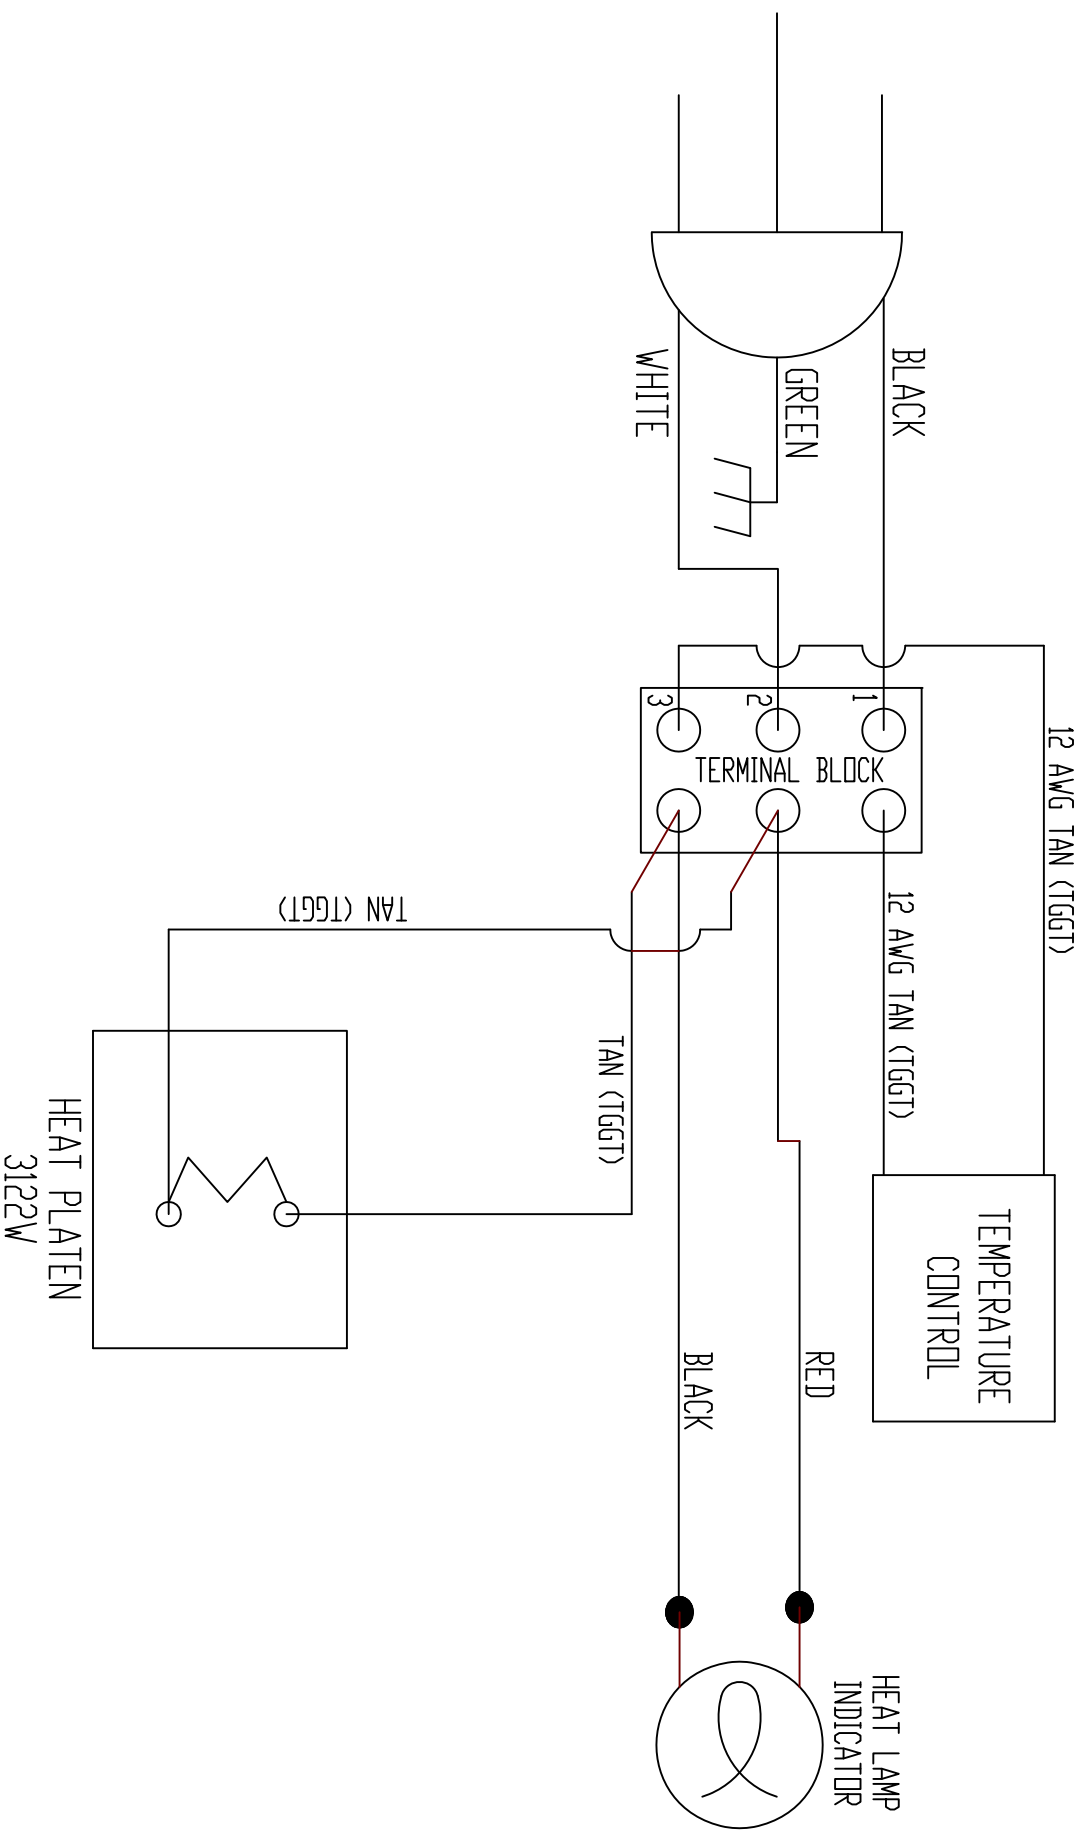 BLACK
GREEN
WHITE
1
2
3
TERMINAL BLOCK
12 AWG TAN (TGGT)
12 AWG TAN (TGGT)
TAN (TGGT)
TAN (TGGT)
TEMPERATURE
CONTROL
HEAT PLATEN
3122W
RED
BLACK
HEAT LAMP
INDICATOR